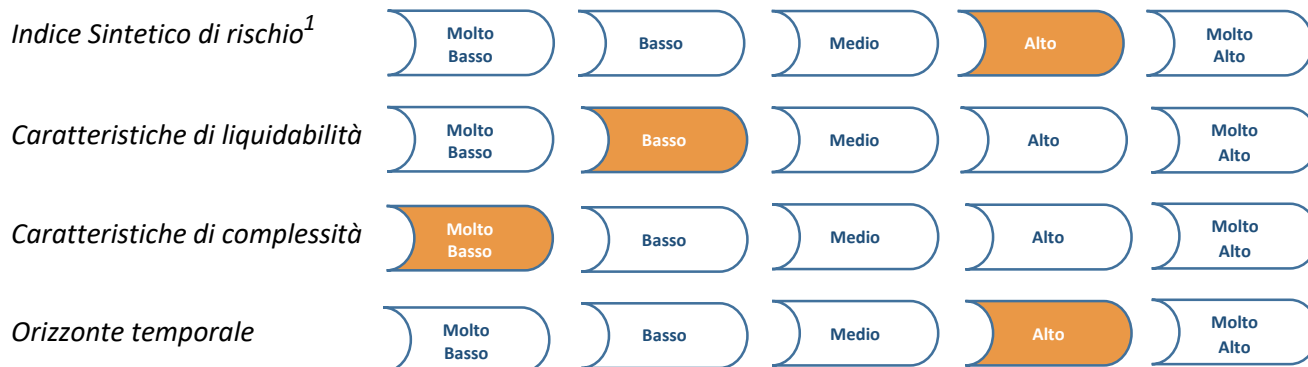 Indice Sintetico di rischio1
Molto
Basso
Basso
Medio
Alto
Molto
Alto
Caratteristiche di liquidabilità
Molto
Basso
Basso
Medio
Alto
Molto
Alto
Caratteristiche di complessità
Molto
Basso
Basso
Medio
Alto
Molto
Alto
Orizzonte temporale
Molto
Basso
Basso
Medio
Alto
Molto
Alto